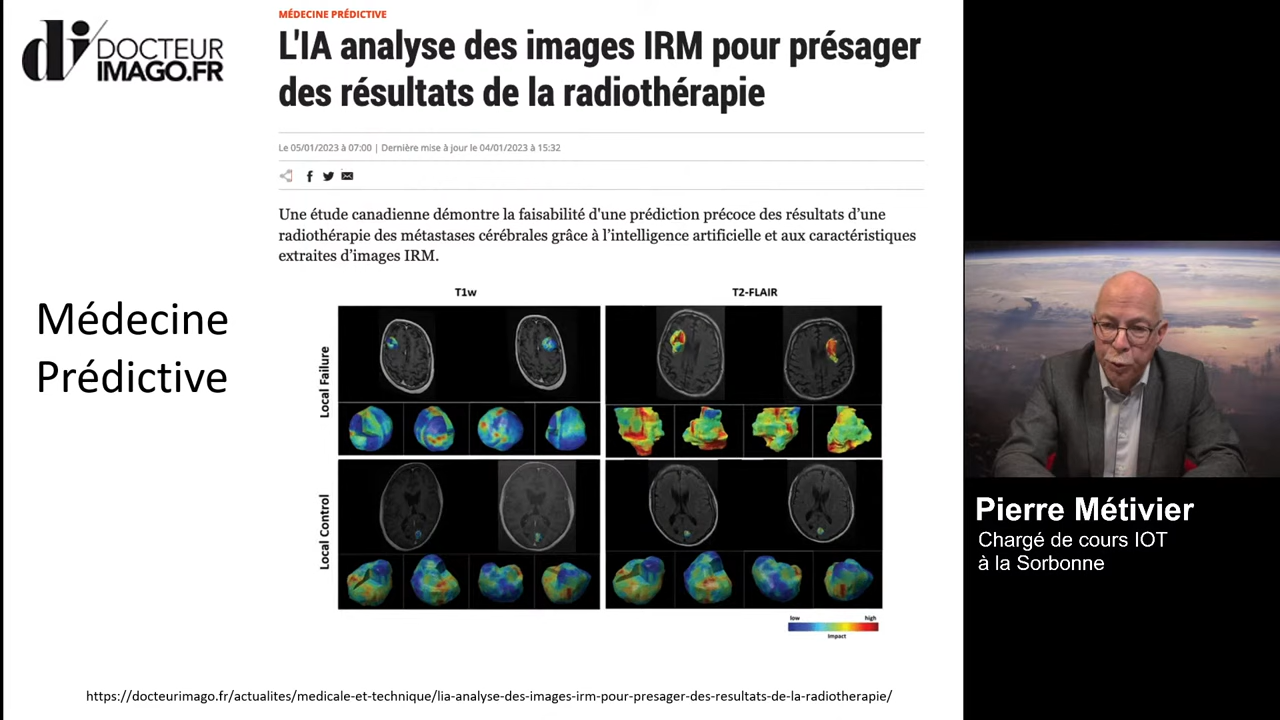 di DOCTEUR
IMAGO.FR
MÉDECINE PRÉDICTIVE
L'IA analyse des images IRM pour présager
des résultats de la radiothérapie
Le 05/01/2023 à 07:00 | Dernière mise à jour le 04/01/2023 à 15:32
Une étude canadienne démontre la faisabilité d'une prédiction précoce des résultats d’une
radiothérapie des métastases cérébrales grâce à l’intelligence artificielle et aux caractéristiques
extraites d’images IRM.
Médecine
Prédictive
T1w
T2-FLAIR
Local Failure
Local Control
low
high
Impact
https://docteurimago.fr/actualites/medicale-et-technique/lia-analyse-des-images-irm-pour-presager-des-resultats-de-la-radiotherapie/
Pierre Métivier
Chargé de cours IOT
à la Sorbonne